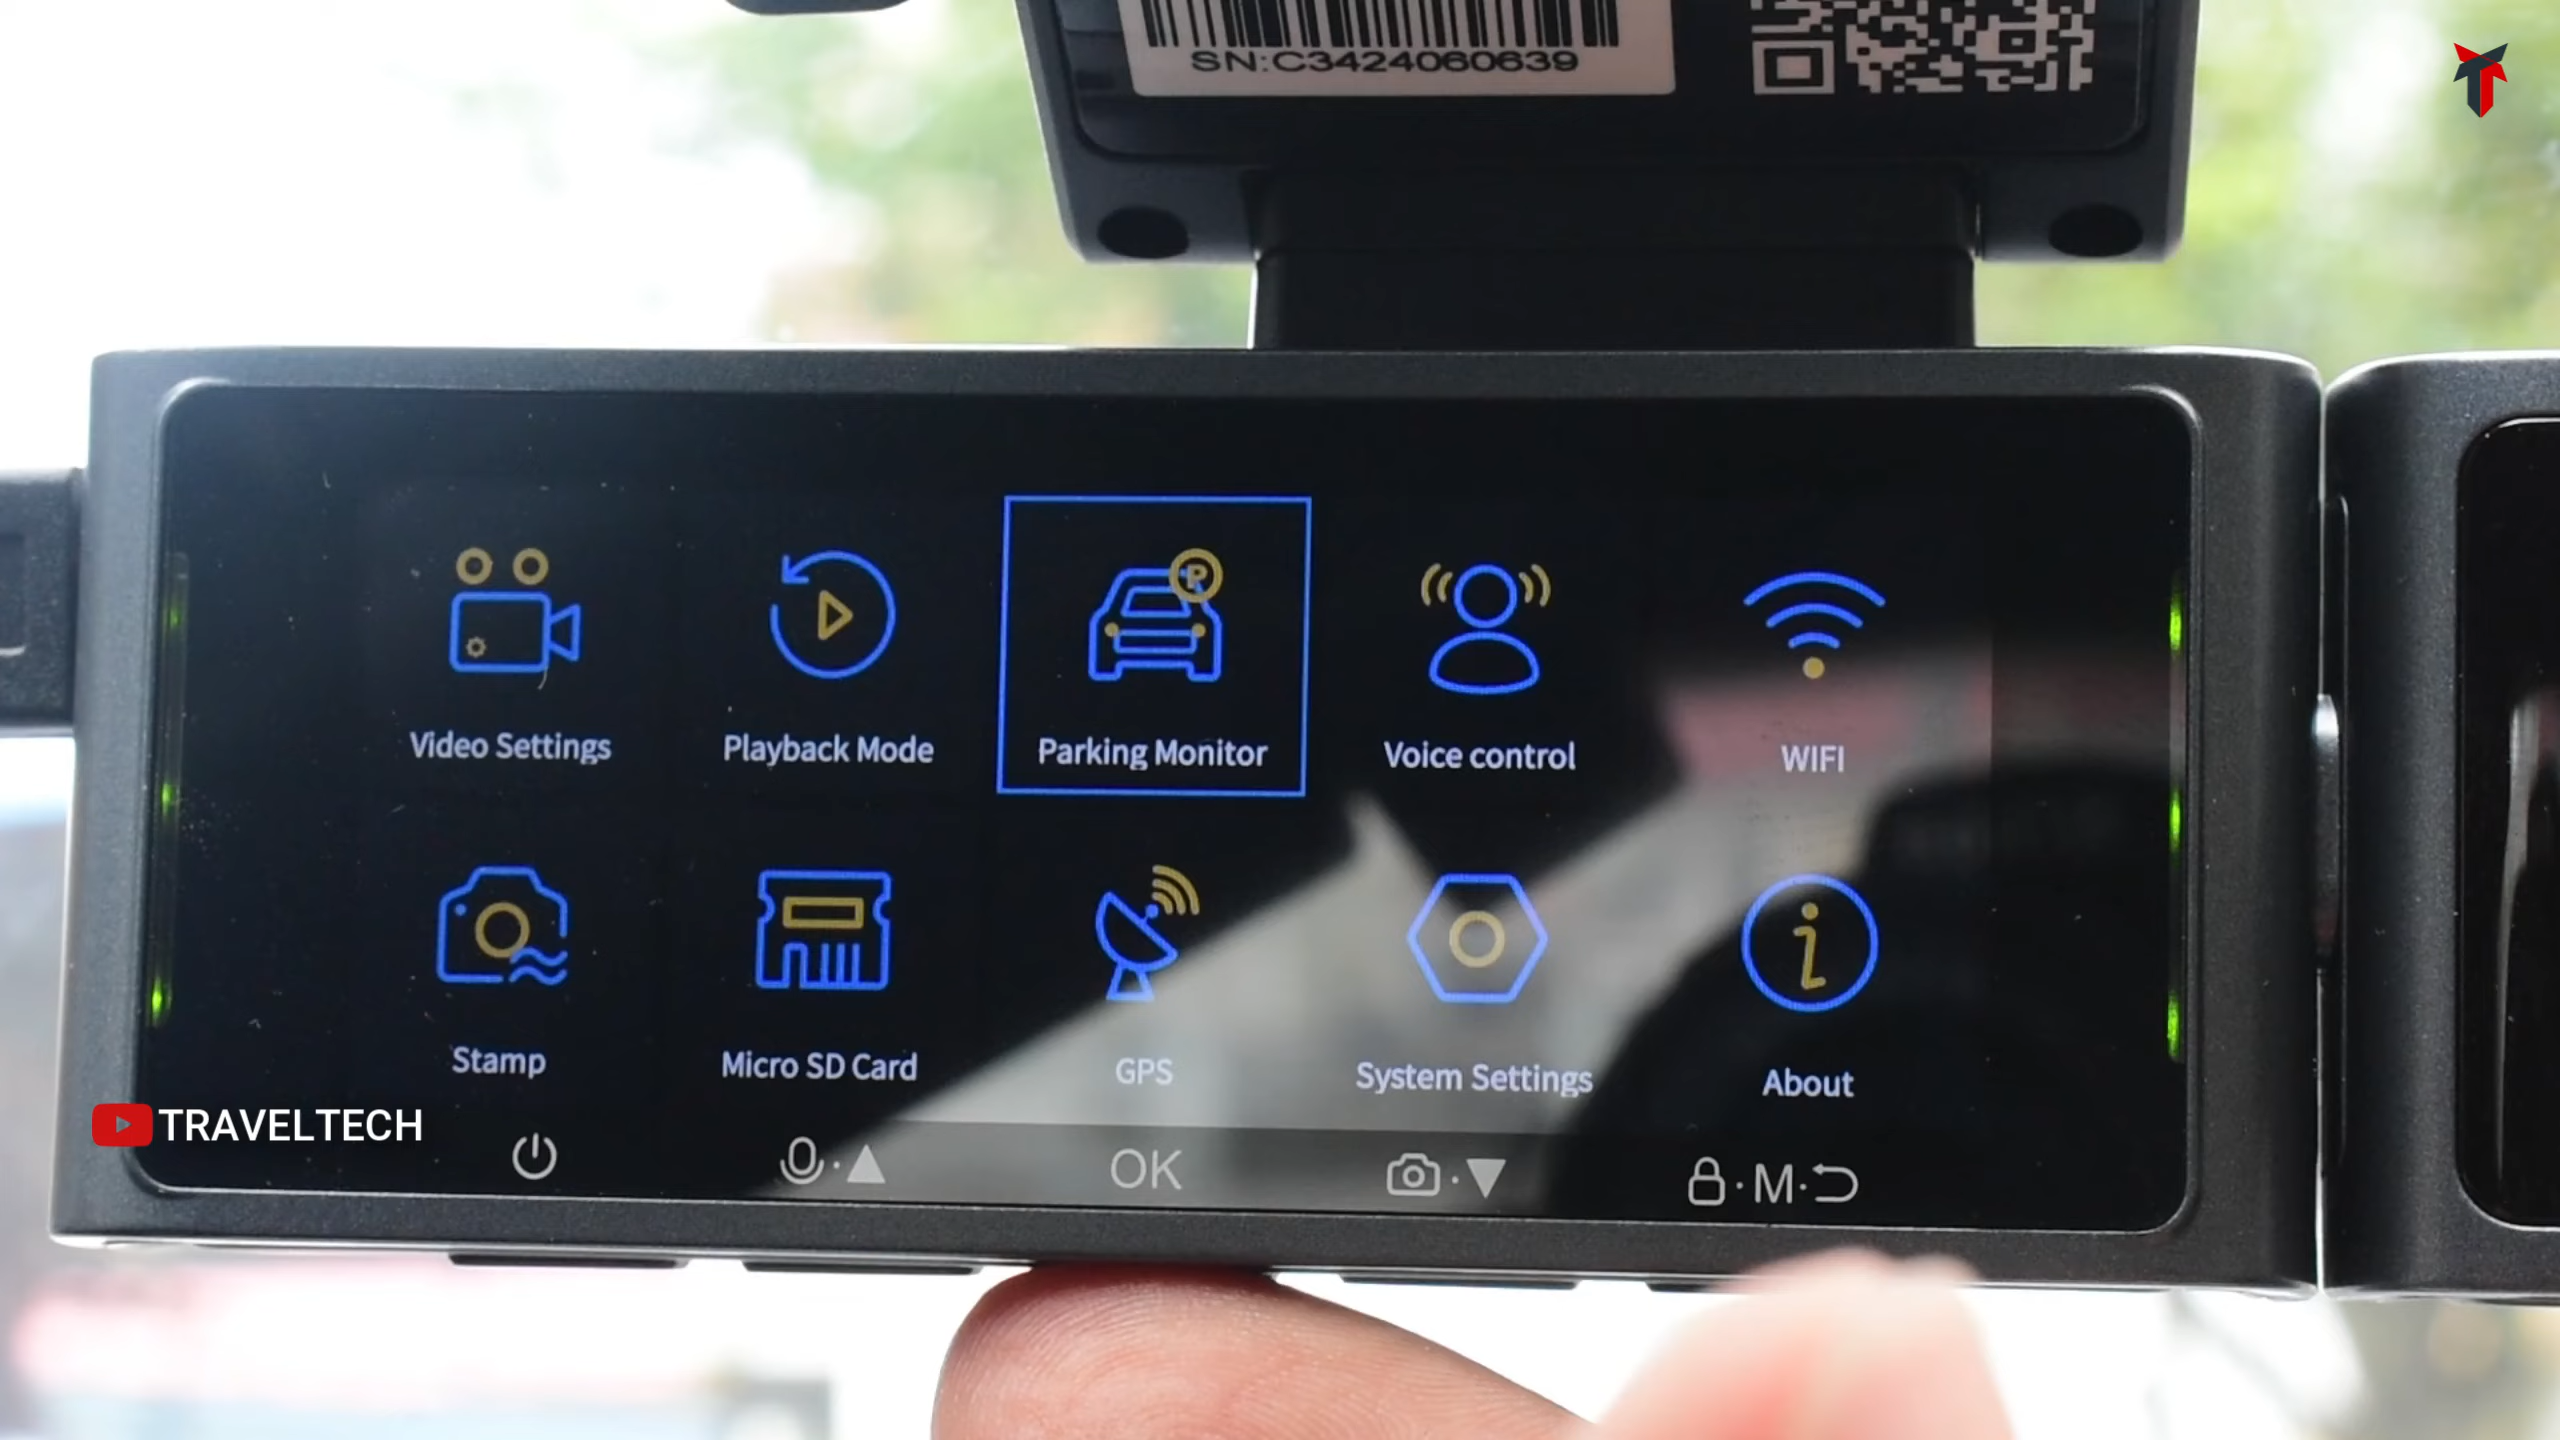 SN:C3424060639
P
Video Settings
Playback Mode
Parking Monitor
Voice control
WIFI
Stamp
Micro SD Card
GPS
System Settings
About
TRAVELTECH
OK
M